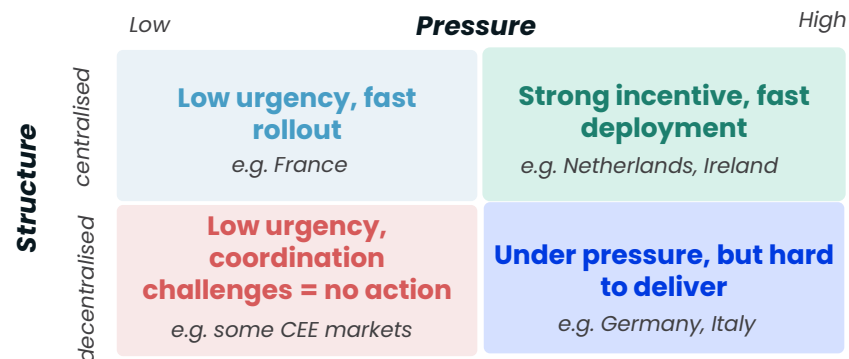 Low
Pressure
High
Structure
centralised
Low urgency, fast
rollout
e.g. France
Strong incentive, fast
deployment
e.g. Netherlands, Ireland
decentralised
Low urgency,
coordination
challenges = no action
e.g. some CEE markets
Under pressure, but hard
to deliver
e.g. Germany, Italy